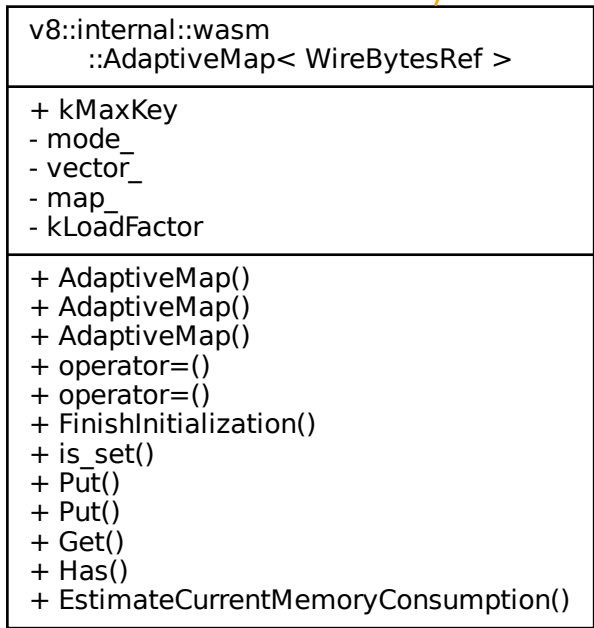 v8::internal::wasm
::AdaptiveMap< WireBytesRef >
+ kMaxKey
- mode_
- vector_
- map_
- kLoadFactor
+ AdaptiveMap()
+ AdaptiveMap()
+ AdaptiveMap()
+ operator=()
+ operator=()
+ FinishInitialization()
+ is_set()
+ Put()
+ Put()
+ Get()
+ Has()
+ EstimateCurrentMemoryConsumption()